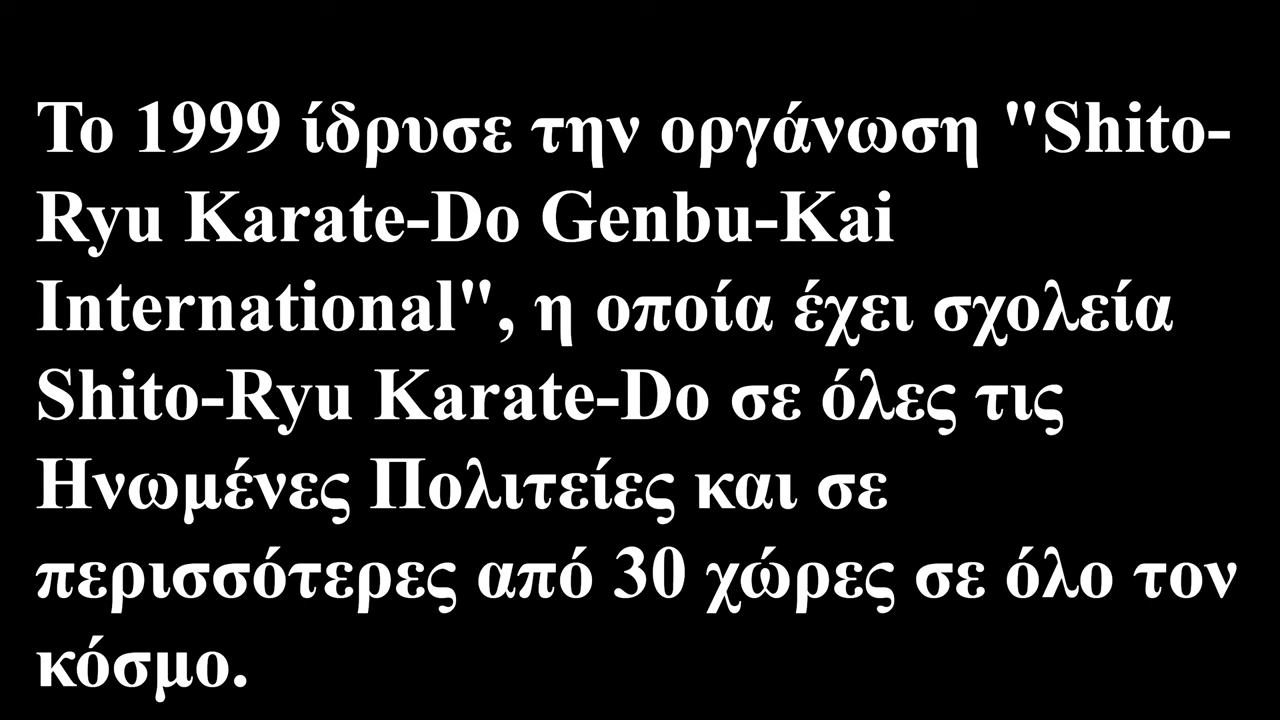 Το 1999 ίδρυσε την οργάνωση "Shito-
Ryu Karate-Do Genbu-Kai
International", η οποία έχει σχολεία
Shito-Ryu Karate-Do σε όλες τις
Ηνωμένες Πολιτείες και σε
περισσότερες από 30 χώρες σε όλο τον
κόσμο.